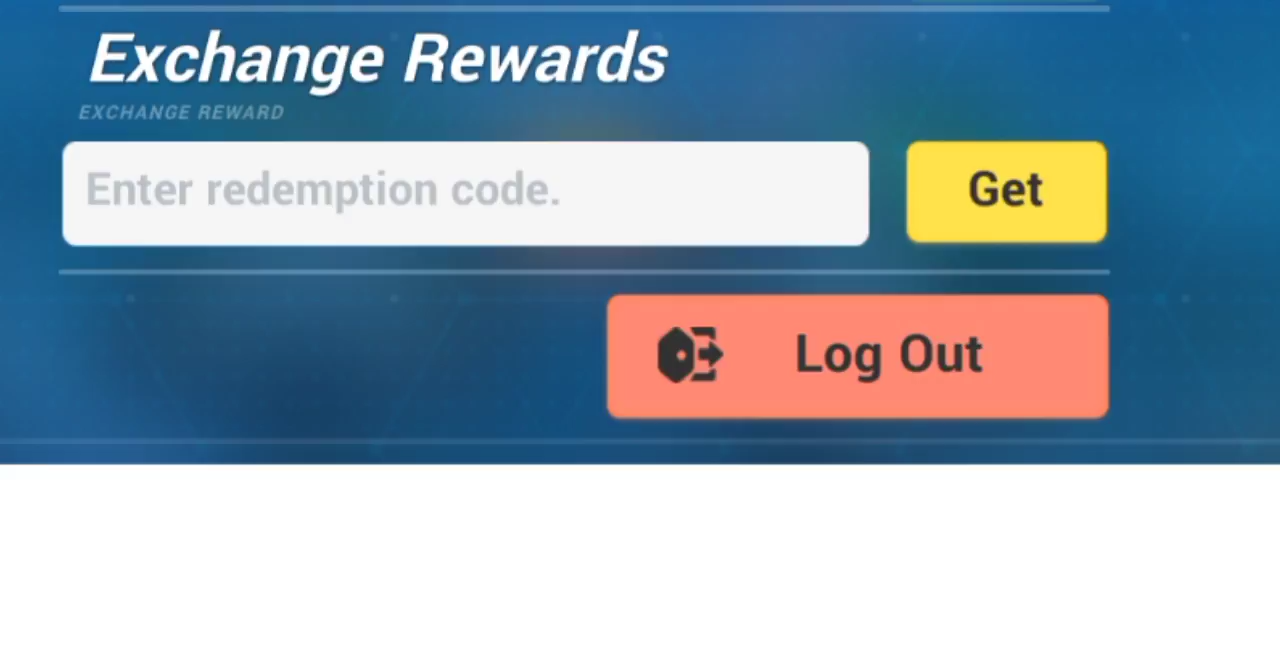 Exchange Rewards
EXCHANGE REWARD
Enter redemption code.
Get
Log Out